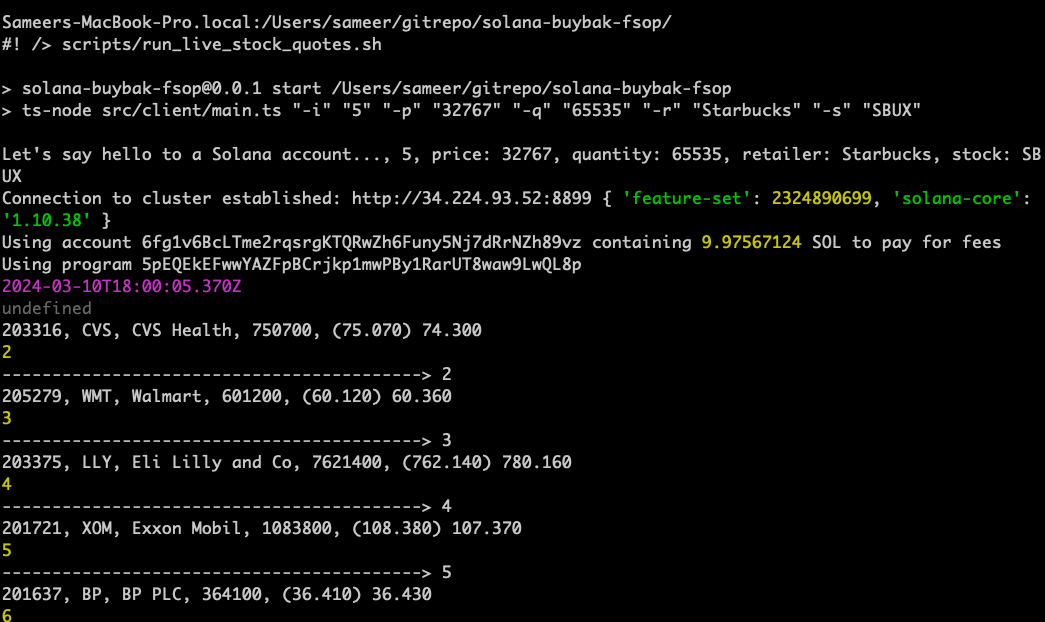 Sameers-MacBook-Pro.local:/Users/sameer/gitrepo/solana-buybak-fsop/
#! /> scripts/run_live_stock_quotes.sh
> solana-buybak-fsop@0.0.1 start /Users/sameer/gitrepo/solana-buybak-fsop
> ts-node src/client/main.ts "-i" "5" "-p" "32767" "-q" "65535" "-r" "Starbucks" "-s" "SBUX"
Let's say hello to a Solana account..., 5, price: 32767, quantity: 65535, retailer: Starbucks, stock: SB
UX
Connection to cluster established: http://34.224.93.52:8899 { 'feature-set': 2324890699, 'solana-core':
'1.10.38' }
Using account 6fg1v6BcLTme2rqsrgKTQRwZh6Funy5Nj7dRrNZh89vz containing 9.97567124 SOL to pay for fees
Using program 5pEQEkEFwwYAZFpBCrjkp1mwPBy1RarUT8waw9LwQL8p
2024-03-10T18:00:05.370Z
undefined
203316, CVS, CVS Health, 750700, (75.070) 74.300
2
------------------------------------------> 2
205279, WMT, Walmart, 601200, (60.120) 60.360
3
------------------------------------------> 3
203375, LLY, Eli Lilly and Co, 7621400, (762.140) 780.160
4
------------------------------------------> 4
201721, XOM, Exxon Mobil, 1083800, (108.380) 107.370
5
------------------------------------------> 5
201637, BP, BP PLC, 364100, (36.410) 36.430
6